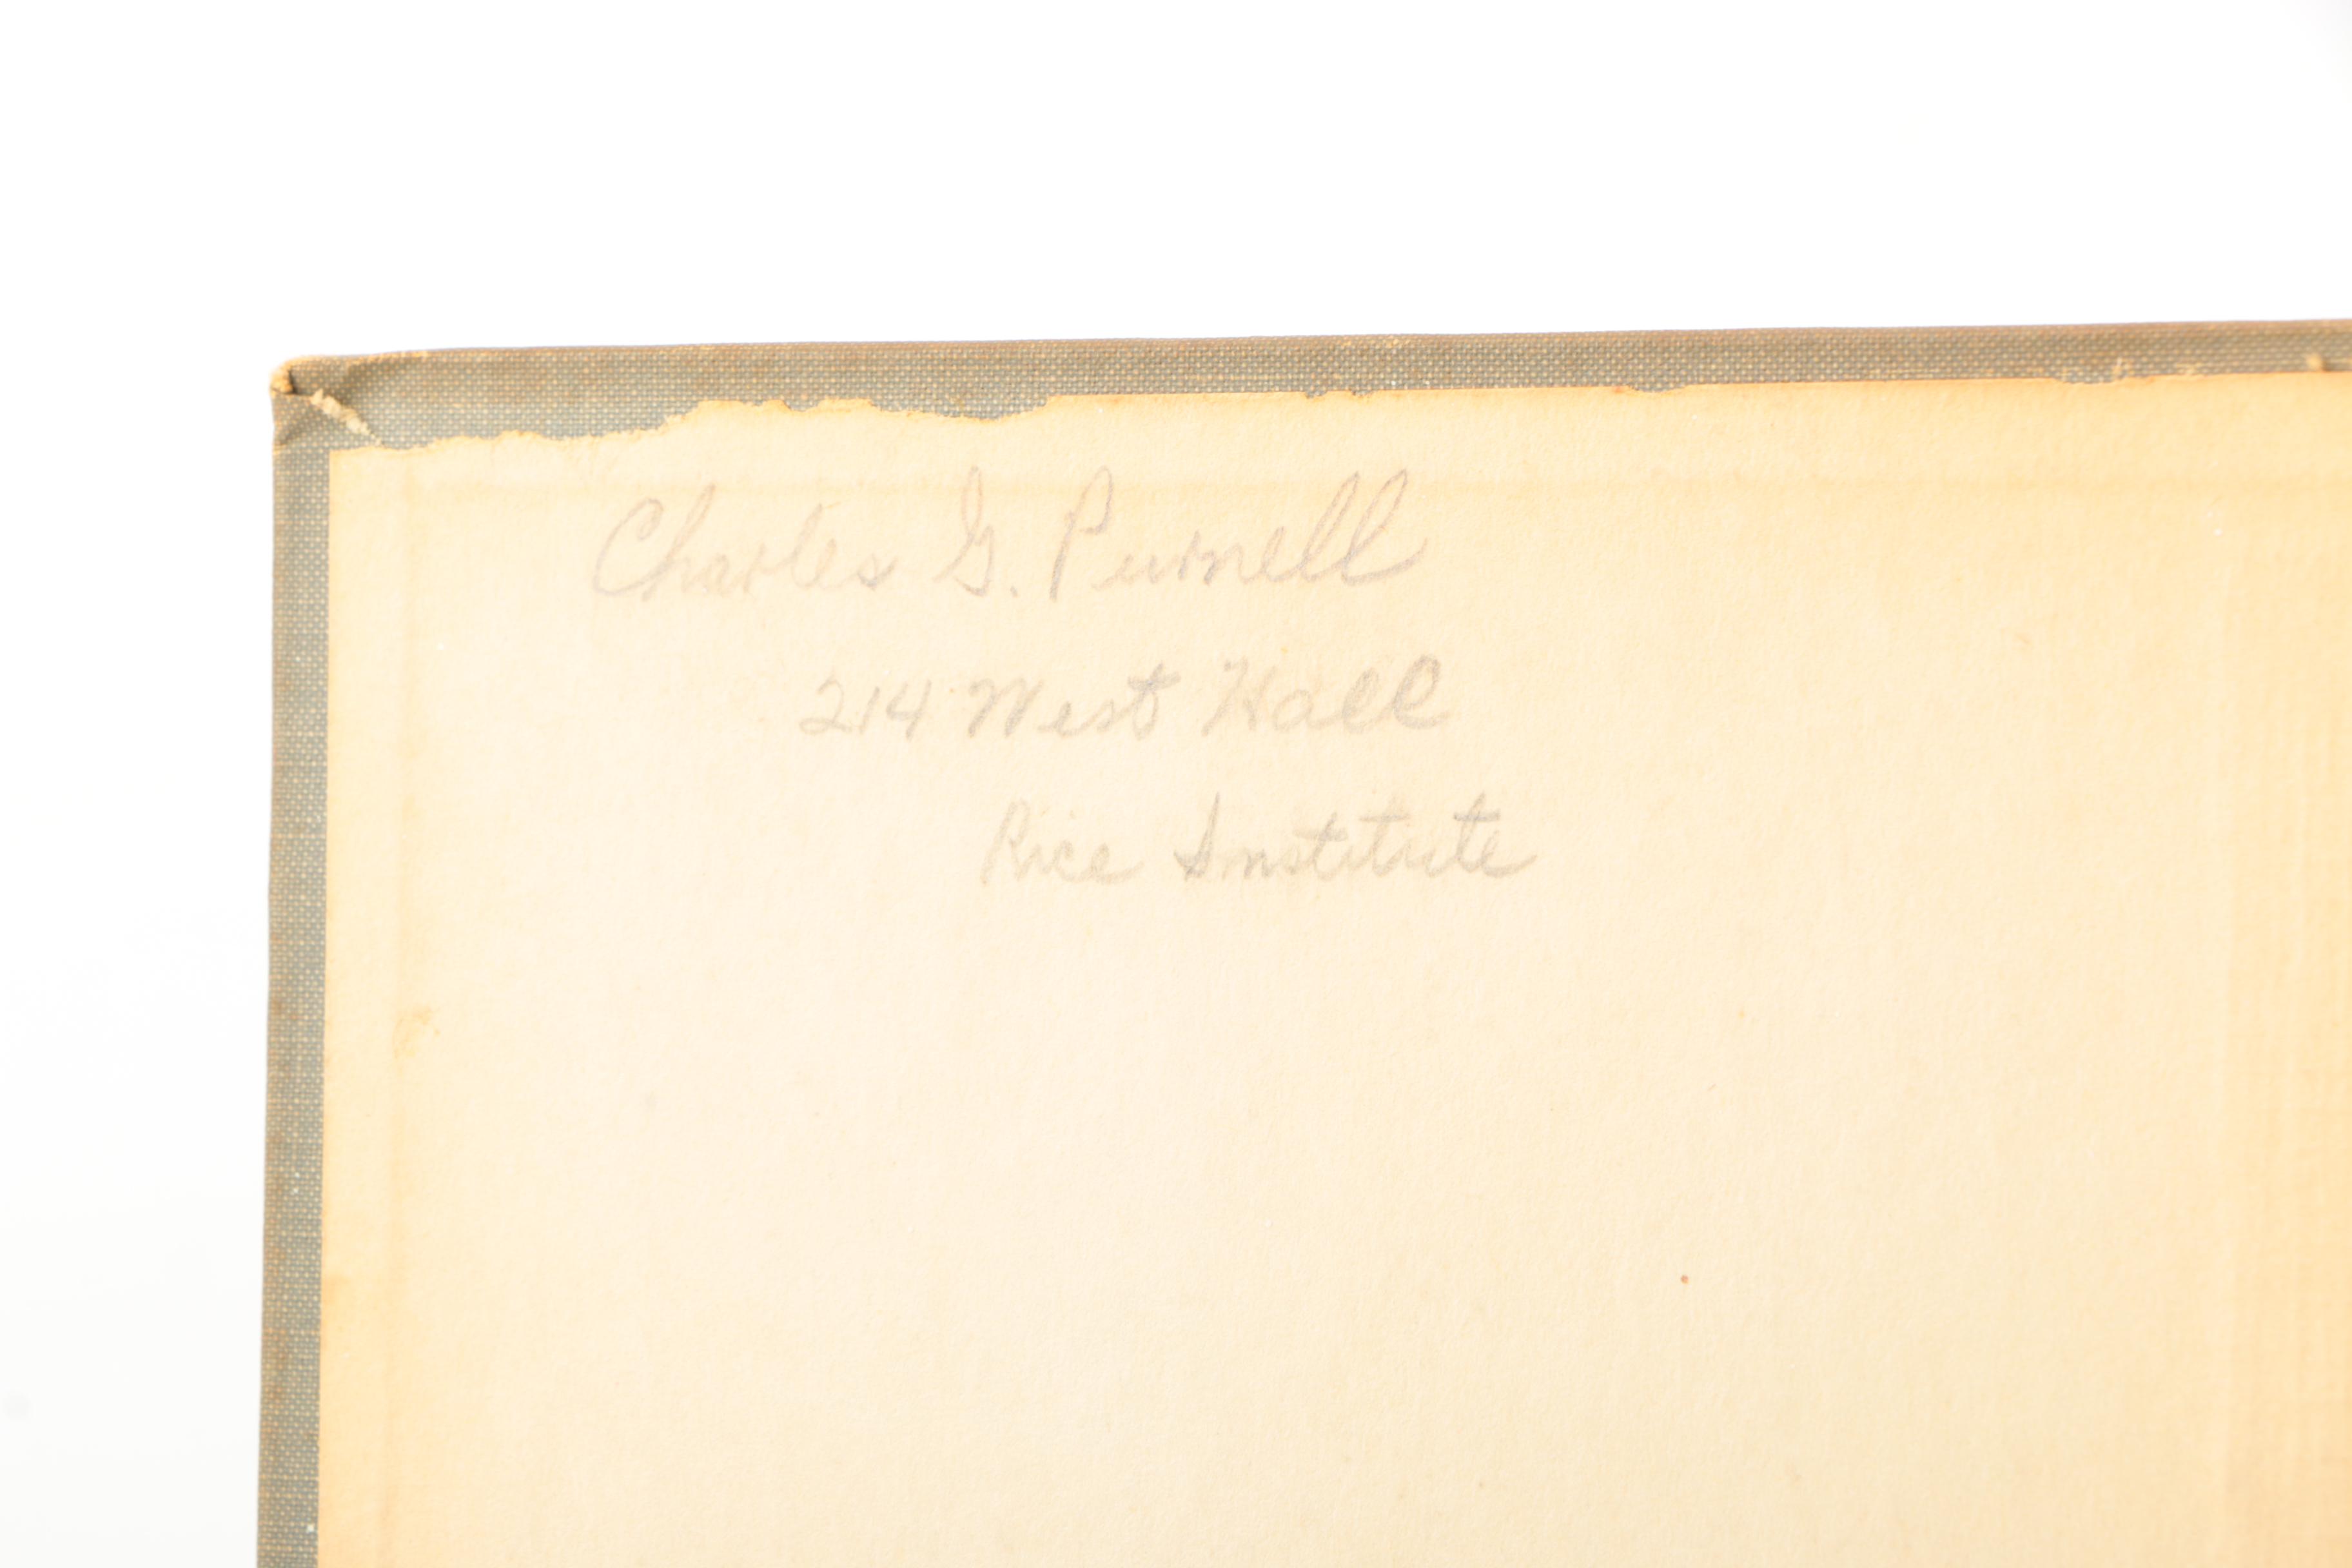 Charles G. Purnell
214 West Hall
Rice Institute